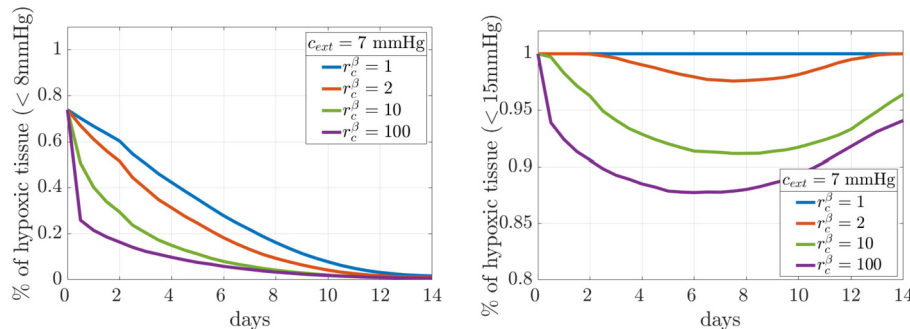 % of hypoxic tissue (< 8mmHg)
1
0.8
0.6
0.4
0.2
0
0 2 4 6 8 10 12 14
days
c_ext = 7 mmHg
r_c^β = 1
r_c^β = 2
r_c^β = 10
r_c^β = 100
% of hypoxic tissue (< 15mmHg)
1
0.95
0.9
0.85
0.8
0 2 4 6 8 10 12 14
days
c_ext = 7 mmHg
r_c^β = 1
r_c^β = 2
r_c^β = 10
r_c^β = 100